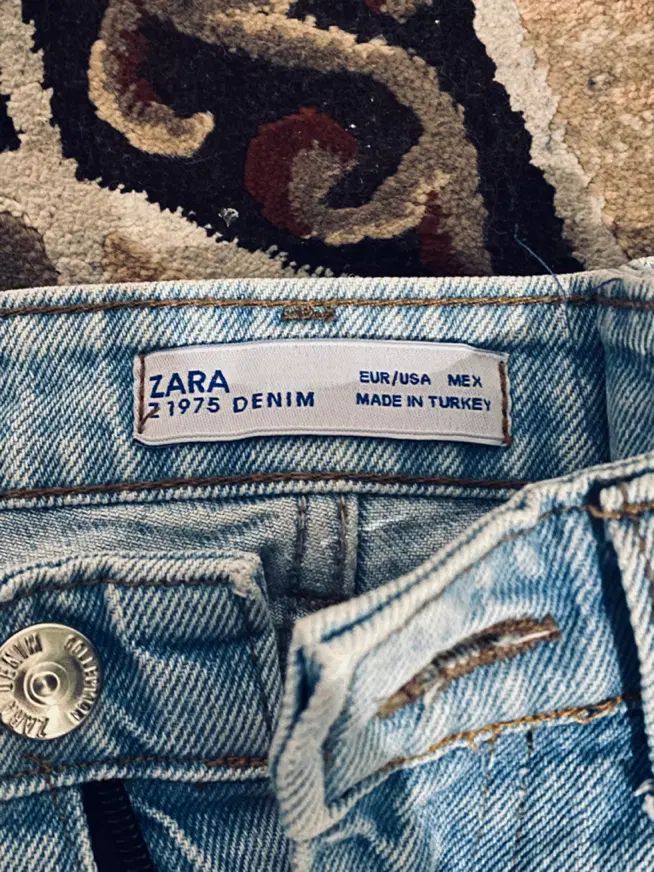 ZARA
Z1975 DENIM
EUR/USA MEX
MADE IN TURKEY
ZARA DENIM COLLECTION